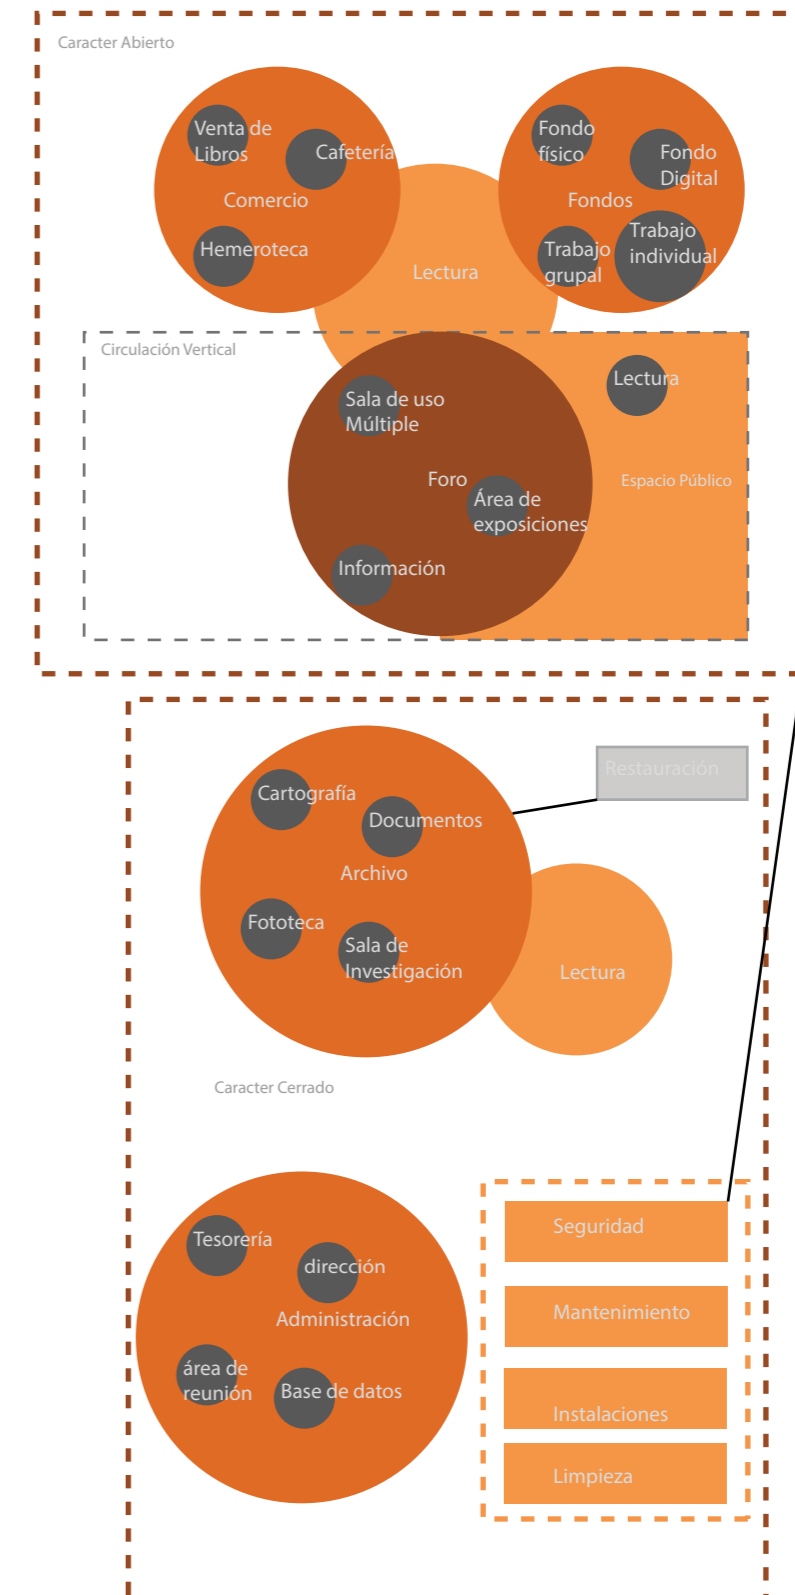 Caracter Abierto
Venta de
Libros
Cafetería
Comercio
Hemeroteca
Fondo
físico
Fondo
Digital
Fondos
Trabajo
grupal
Trabajo
individual
Lectura
Circulación Vertical
Sala de uso
Múltiple
Lectura
Foro
Espacio Público
Área de
exposiciones
Información
Cartografía
Documentos
Archivo
Fototeca
Sala de
Investigación
Restauración
Lectura
Caracter Cerrado
Tesorería
dirección
Administración
área de
reunión
Base de datos
Seguridad
Mantenimiento
Instalaciones
Limpieza